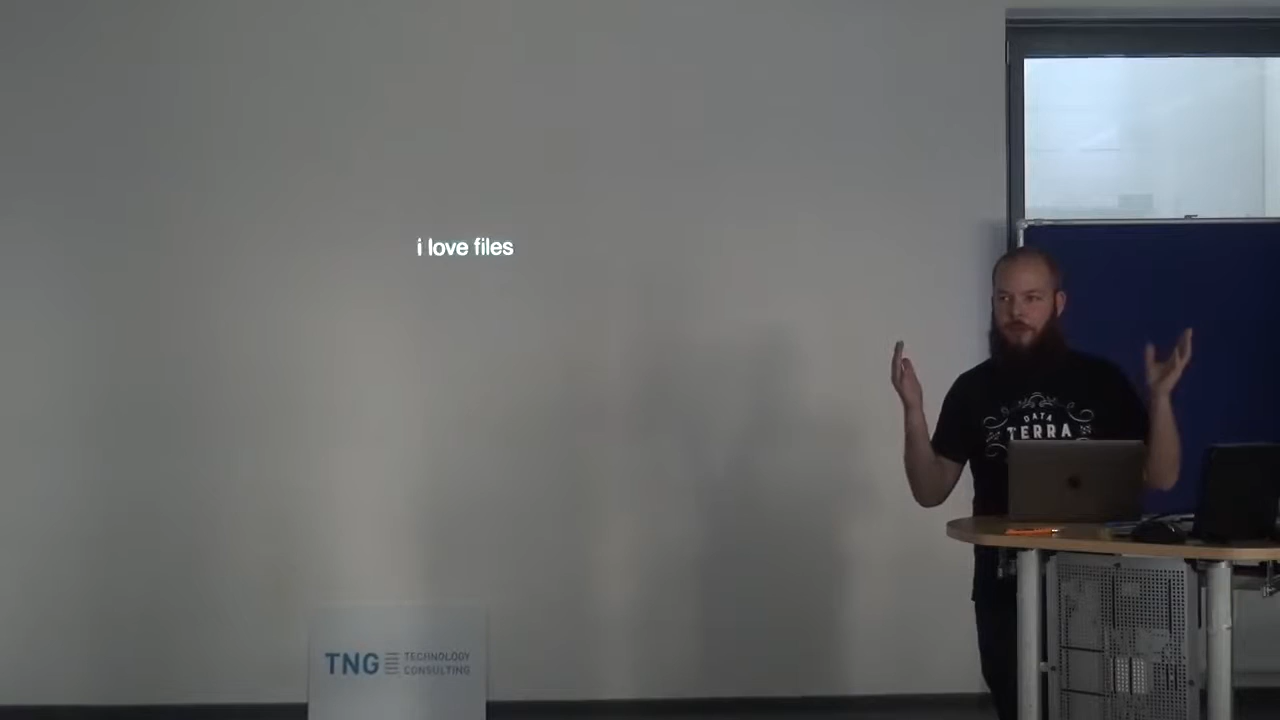 i love files
DATA
TERRA
TNG TECHNOLOGY
CONSULTING